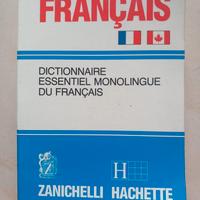 FRANÇAIS
DICTIONNAIRE
ESSENTIEL MONOLINGUE
DU FRANÇAIS
Z
H
ZANICHELLI HACHETTE